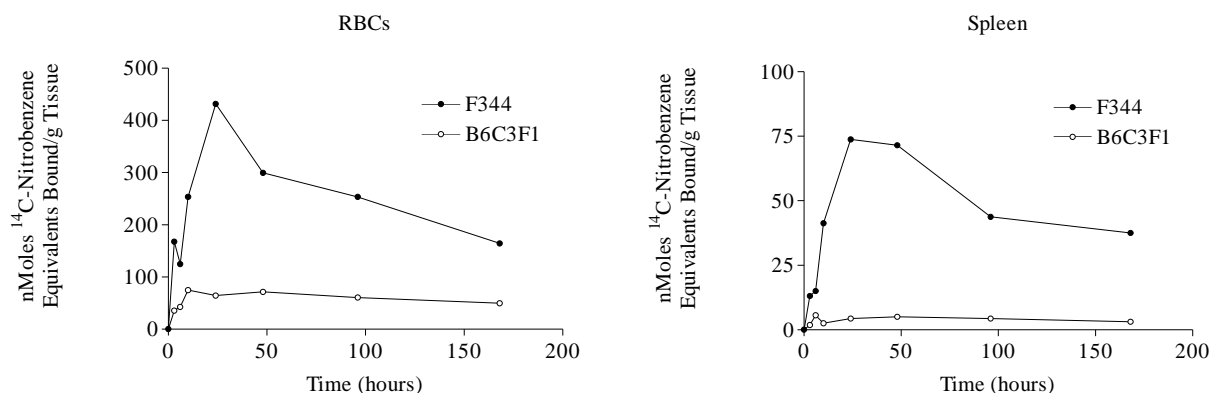 RBCs
nMoles ¹⁴C-Nitrobenzene
Equivalents Bound/g Tissue
500
400
300
200
100
0
F344
B6C3F1
0
50
100
150
200
Time (hours)
Spleen
nMoles ¹⁴C-Nitrobenzene
Equivalents Bound/g Tissue
100
75
50
25
0
F344
B6C3F1
0
50
100
150
200
Time (hours)